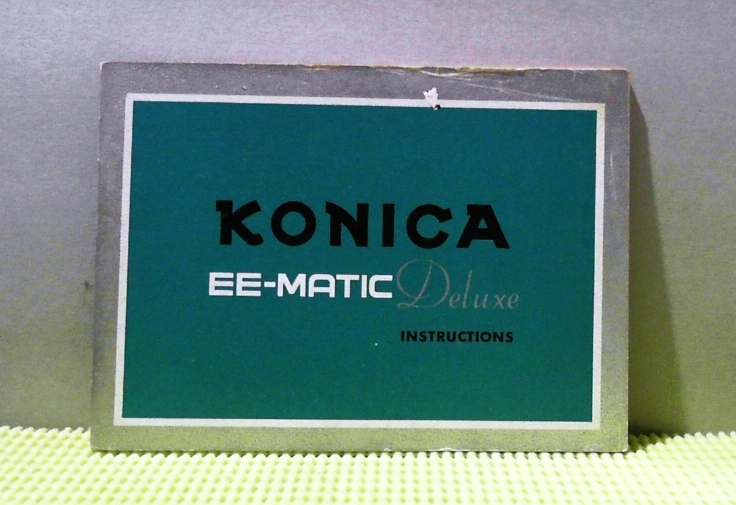 KONICA
EE-MATIC Deluxe
INSTRUCTIONS